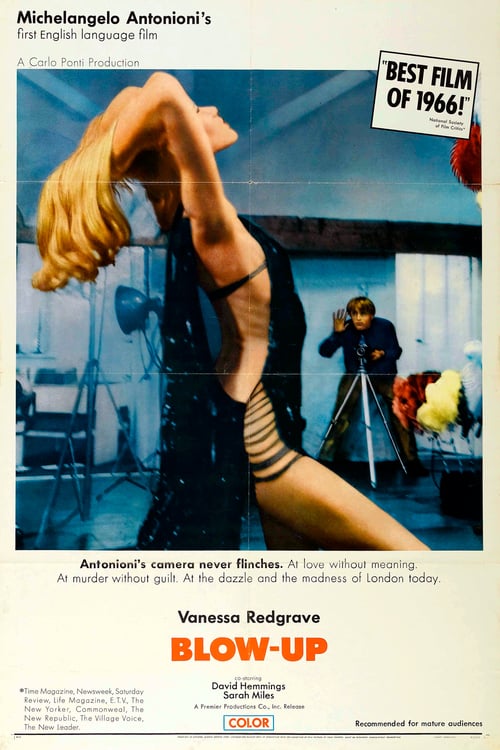 Michelangelo Antonioni's
first English language film
A Carlo Ponti Production
"BEST FILM
OF 1966!"*
National Society
of Film Critics*
Antonioni's camera never flinches. At love without meaning.
At murder without guilt. At the dazzle and the madness of London today.
Vanessa Redgrave
BLOW-UP
co-starring
David Hemmings
Sarah Miles
A Premier Productions Co., Inc. Release
COLOR
*Time Magazine, Newsweek, Saturday
Review, Life Magazine, E.T.V., The
New Yorker, Commonweal, The
New Republic, The Village Voice,
The New Leader.
Recommended for mature audiences